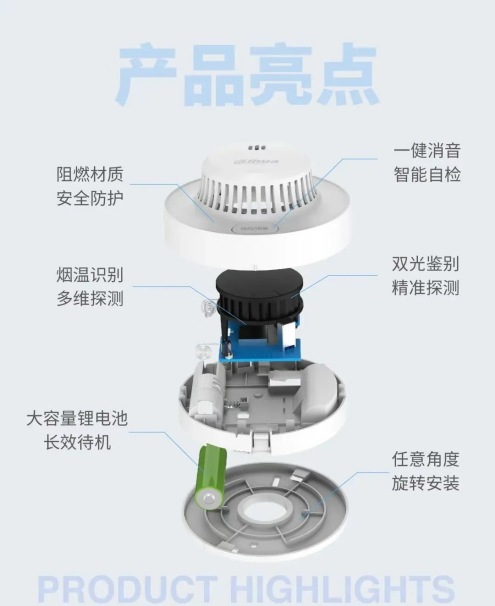 产品亮点
阻燃材质
安全防护
一健消音
智能自检
alhua
烟温识别
多维探测
双光鉴别
精准探测
大容量锂电池
长效待机
任意角度
旋转安装
PRODUCT HIGHLIGHTS